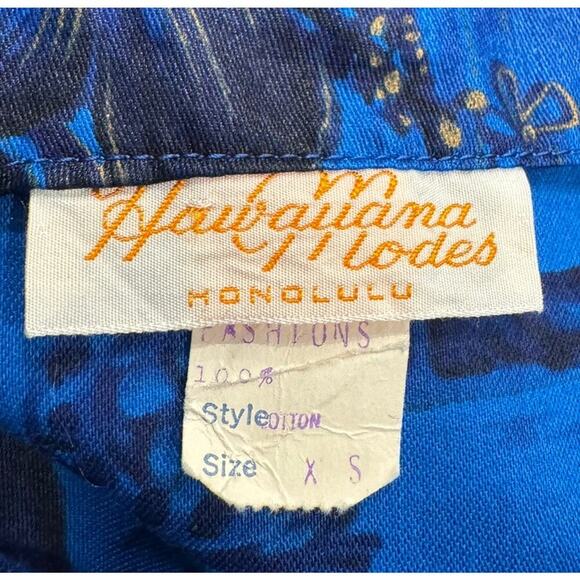 Hawaiiana Modes
HONOLULU
FASHIONS
100%
Style COTTON
Size X S